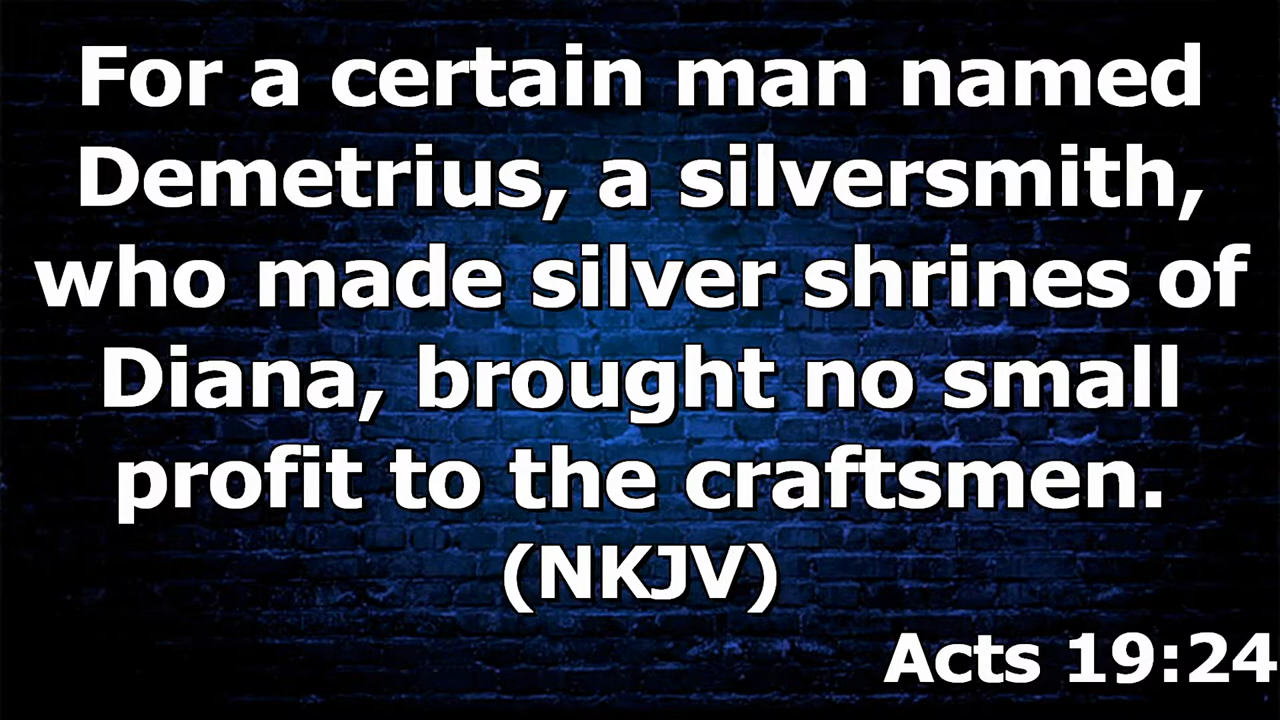 For a certain man named
Demetrius, a silversmith,
who made silver shrines of
Diana, brought no small
profit to the craftsmen.
(NKJV)
Acts 19:24